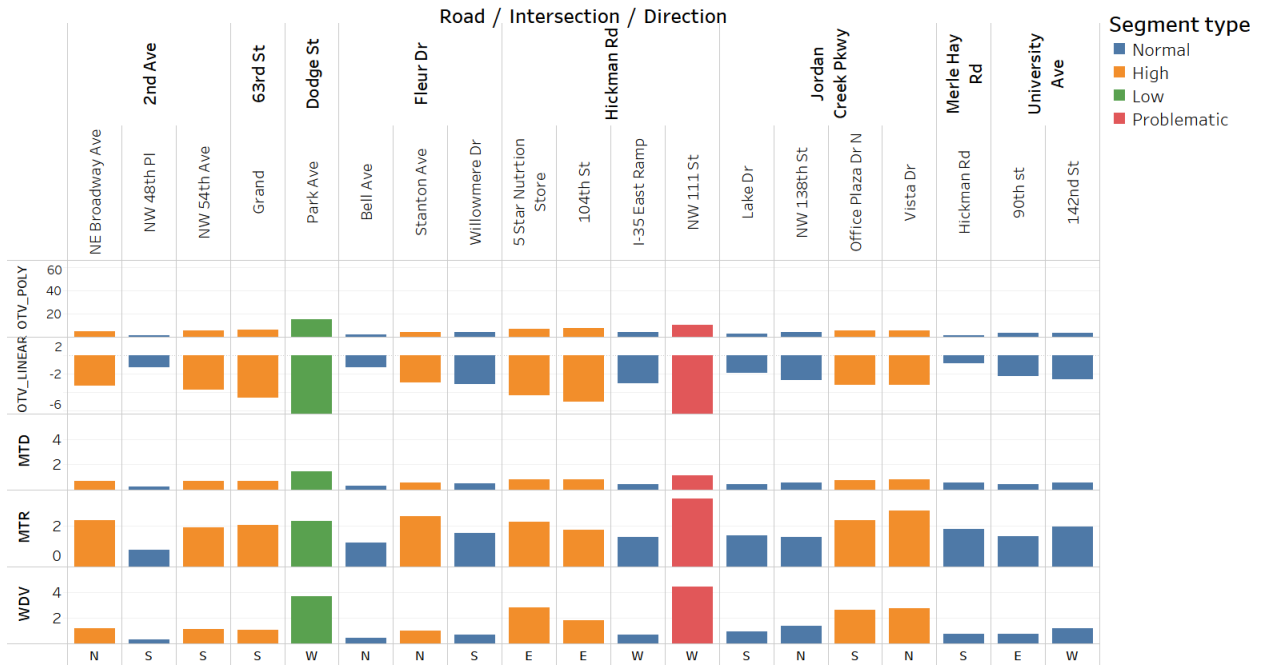 Road / Intersection / Direction
Segment type
Normal
High
Low
Problematic
2nd Ave
63rd St
Dodge St
Fleur Dr
Hickman Rd
Jordan
Creek Pkwy
Merle Hay
Rd
University
Ave
NE Broadway Ave
NW 48th Pl
NW 54th Ave
Grand
Park Ave
Bell Ave
Stanton Ave
Willowmere Dr
5 Star Nutrtion
Store
104th St
I-35 East Ramp
NW 111 St
Lake Dr
NW 138th St
Office Plaza Dr N
Vista Dr
Hickman Rd
90th st
142nd St
OTV_POLY
60
40
20
OTV_LINEAR
2
-2
-6
MTD
4
2
MTR
2
0
WDV
4
2
N S S S W N N S E E W W S N S N S E W